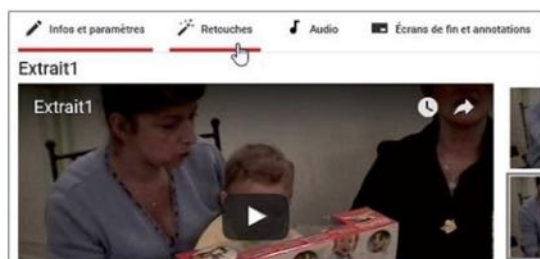 Infos et paramètres Retouches Audio Écrans de fin et annotations
Extrait1
Extrait1